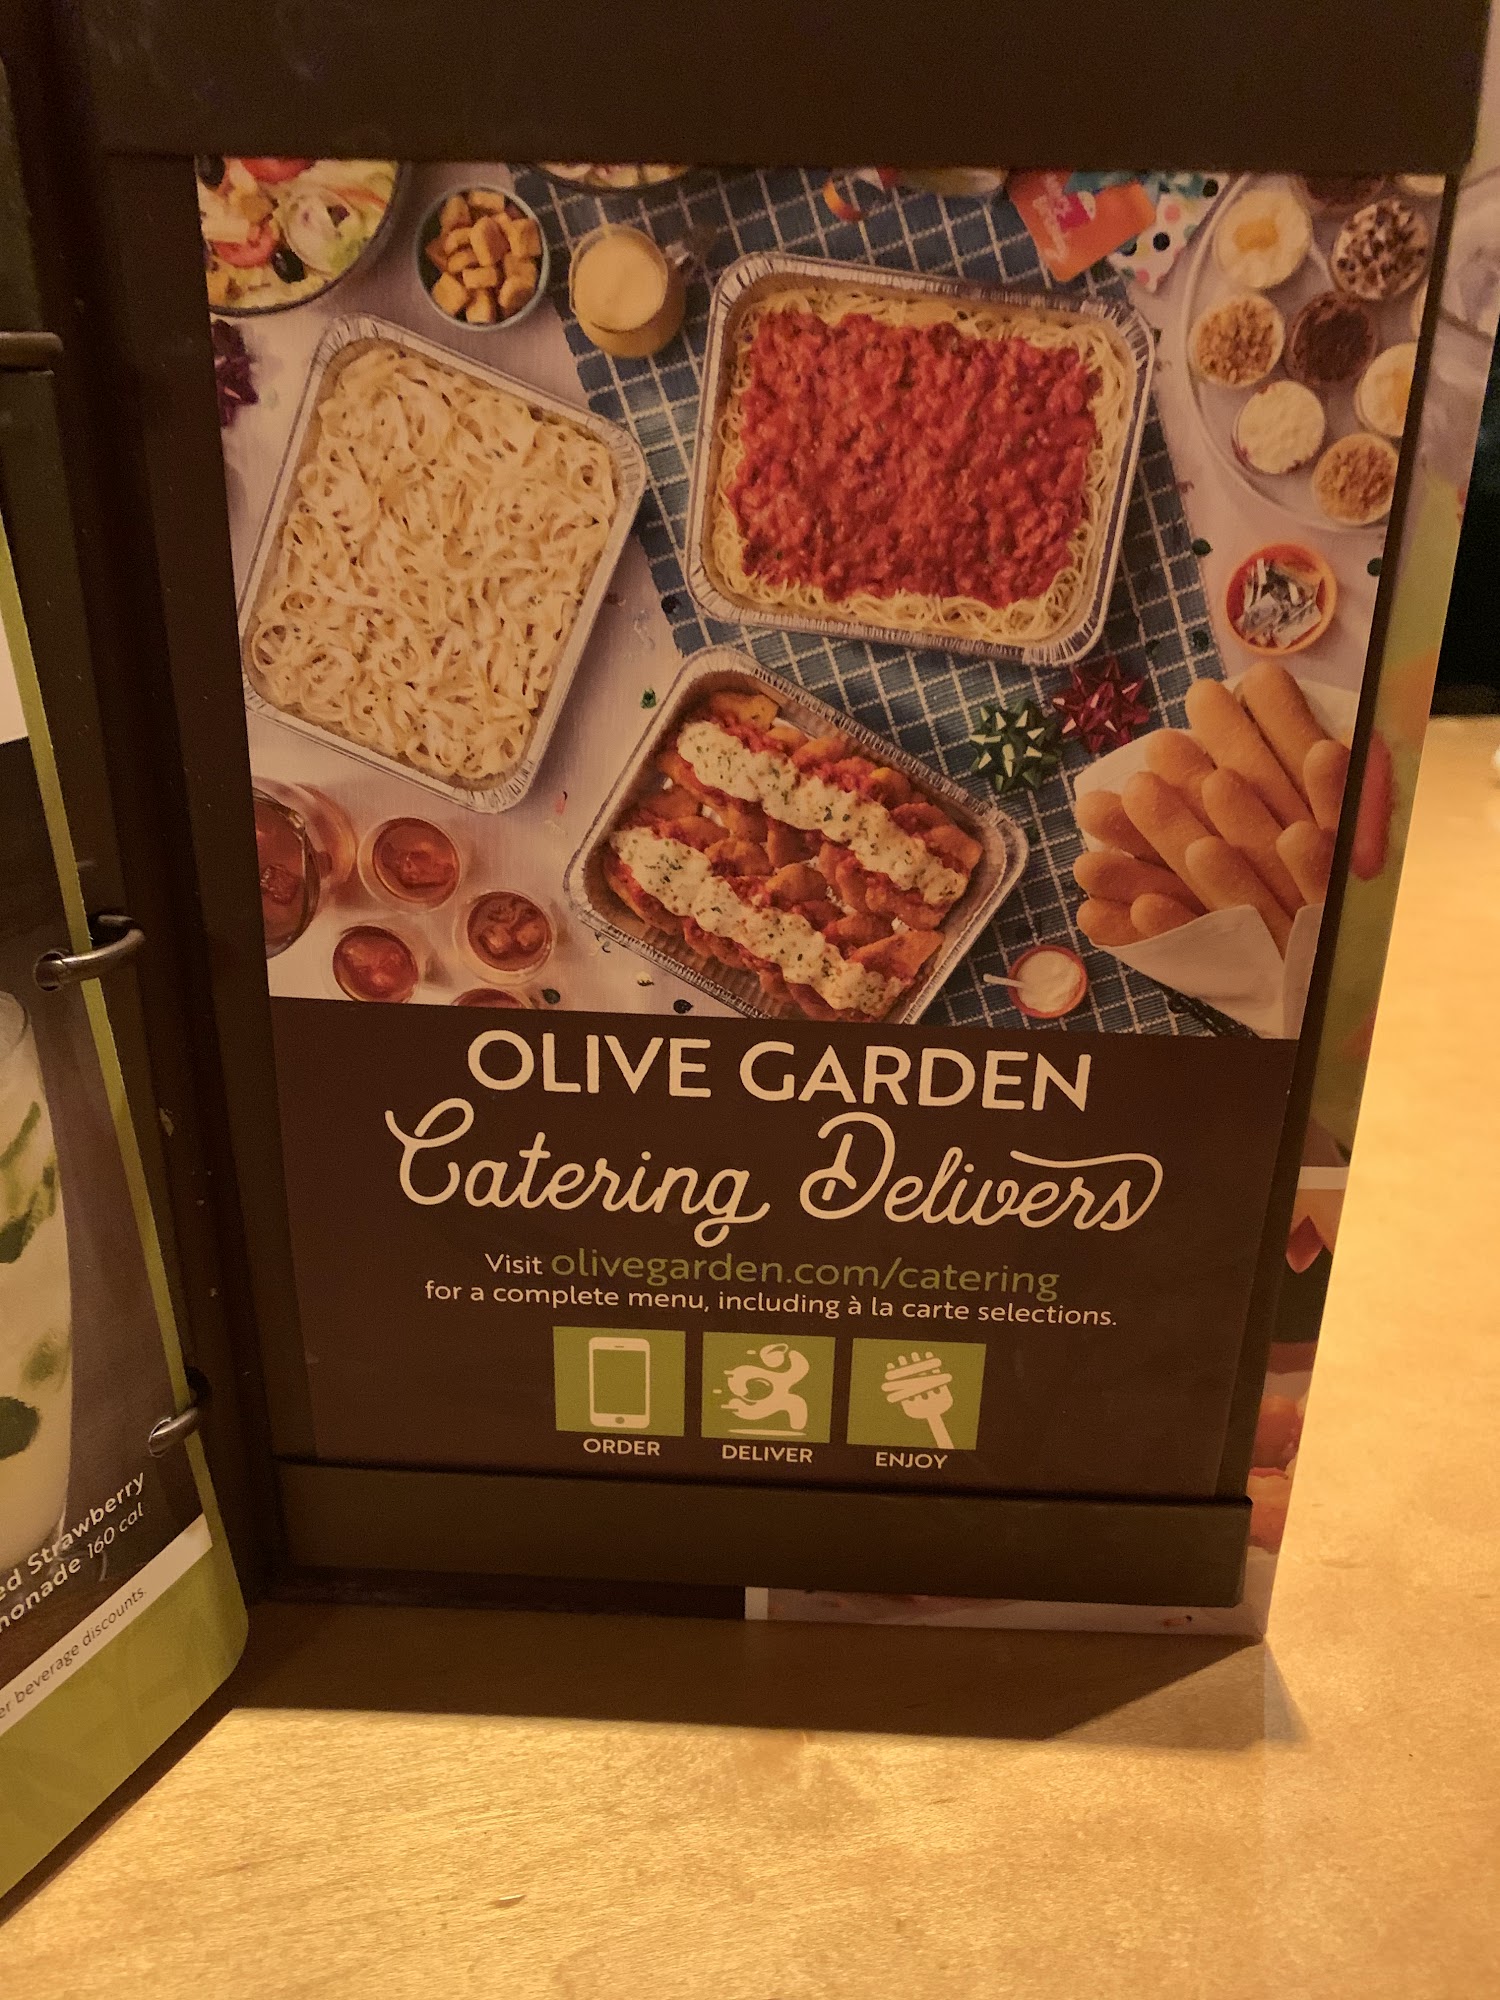 OLIVE GARDEN
Catering Delivers
Visit olivegarden.com/catering
for a complete menu, including à la carte selections.
ORDER
DELIVER
ENJOY
Strawberry
160 cal
beverage discounts.